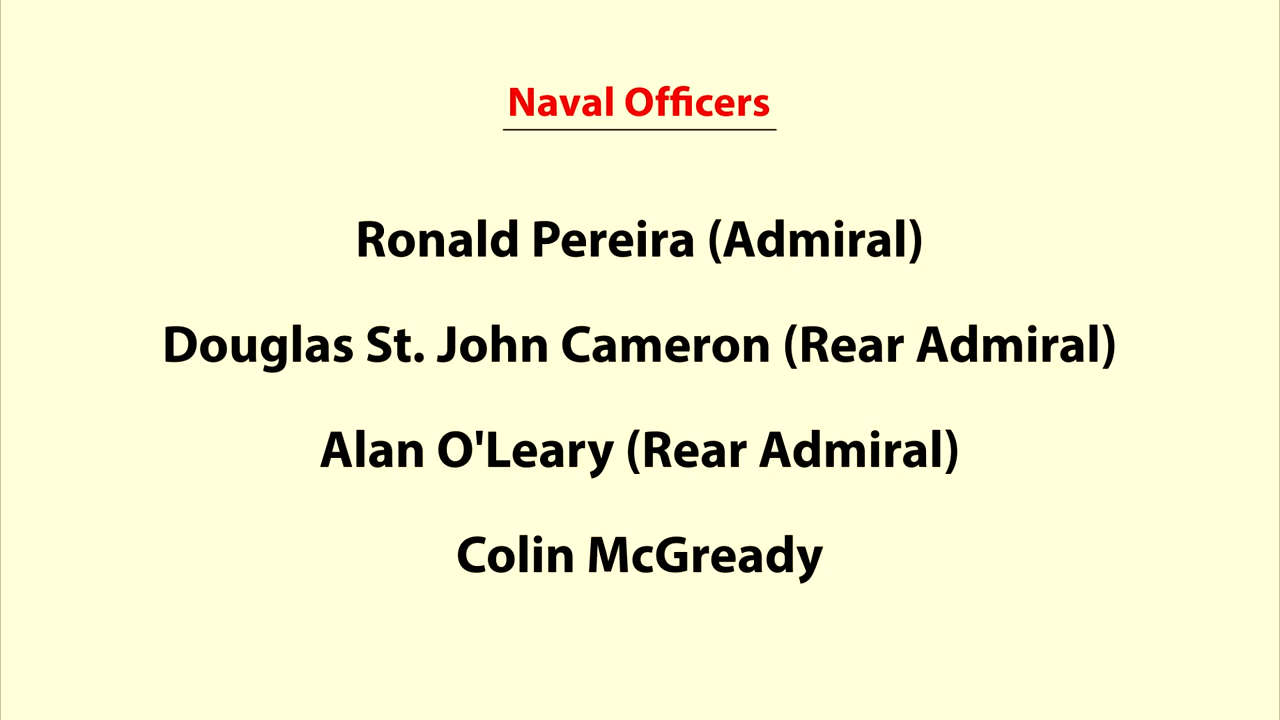 Naval Officers
Ronald Pereira (Admiral)
Douglas St. John Cameron (Rear Admiral)
Alan O'Leary (Rear Admiral)
Colin McGready